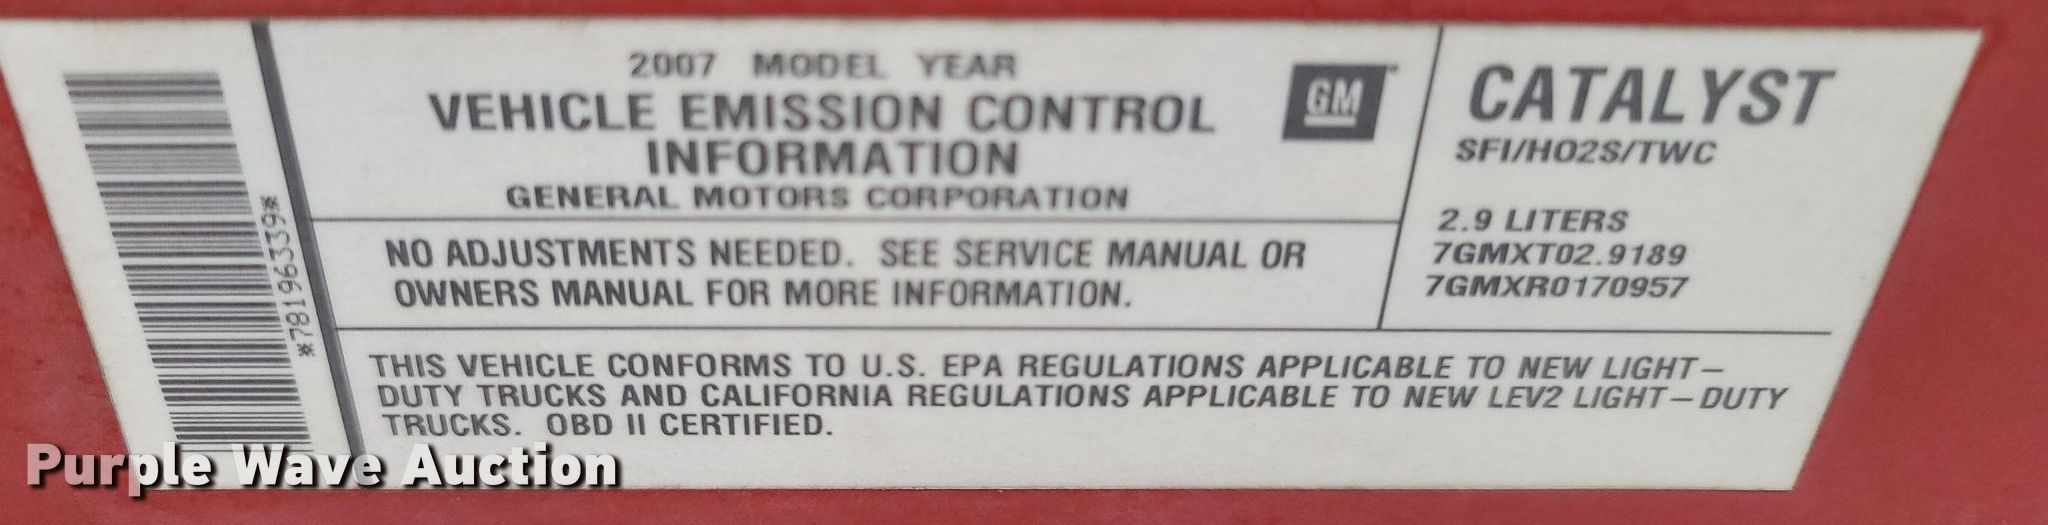 *7819633339*
2007 MODEL YEAR
VEHICLE EMISSION CONTROL
INFORMATION
GENERAL MOTORS CORPORATION
GM
NO ADJUSTMENTS NEEDED. SEE SERVICE MANUAL OR
OWNERS MANUAL FOR MORE INFORMATION.
CATALYST
SFI/HO2S/TWC
2.9 LITERS
7GMXT02.9189
7GMXR0170957
THIS VEHICLE CONFORMS TO U.S. EPA REGULATIONS APPLICABLE TO NEW LIGHT-
DUTY TRUCKS AND CALIFORNIA REGULATIONS APPLICABLE TO NEW LEV2 LIGHT-DUTY
TRUCKS. OBD II CERTIFIED.
Purple Wave Auction